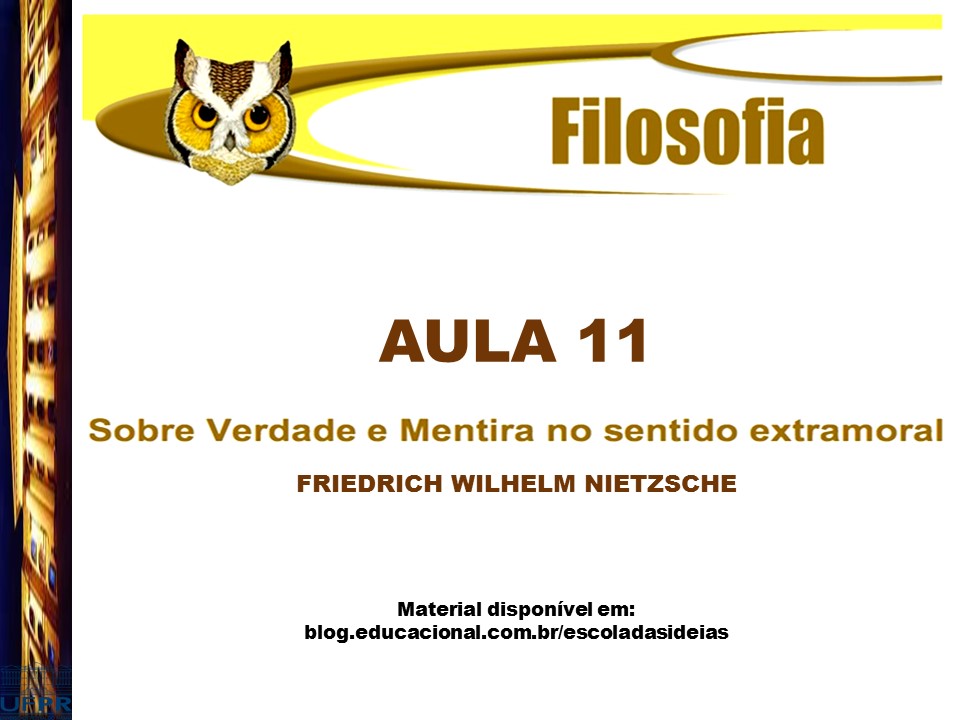 Filosofia
AULA 11
Sobre Verdade e Mentira no sentido extramoral
FRIEDRICH WILHELM NIETZSCHE
Material disponível em:
blog.educacional.com.br/escoladasideias
UFPR